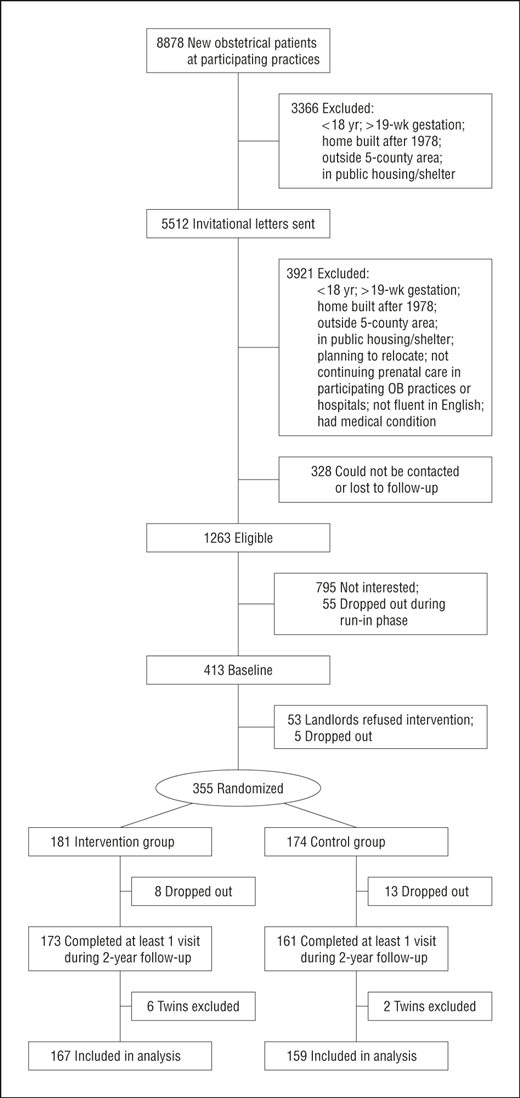 8878 New obstetrical patients
at participating practices
3366 Excluded:
<18 yr; >19-wk gestation;
home built after 1978;
outside 5-county area;
in public housing/shelter
5512 Invitational letters sent
3921 Excluded:
<18 yr; >19-wk gestation;
home built after 1978;
outside 5-county area;
in public housing/shelter;
planning to relocate; not
continuing prenatal care in
participating OB practices or
hospitals; not fluent in English;
had medical condition
328 Could not be contacted
or lost to follow-up
1263 Eligible
795 Not interested;
55 Dropped out during
run-in phase
413 Baseline
53 Landlords refused intervention;
5 Dropped out
355 Randomized
181 Intervention group
8 Dropped out
173 Completed at least 1 visit
during 2-year follow-up
6 Twins excluded
167 Included in analysis
174 Control group
13 Dropped out
161 Completed at least 1 visit
during 2-year follow-up
2 Twins excluded
159 Included in analysis